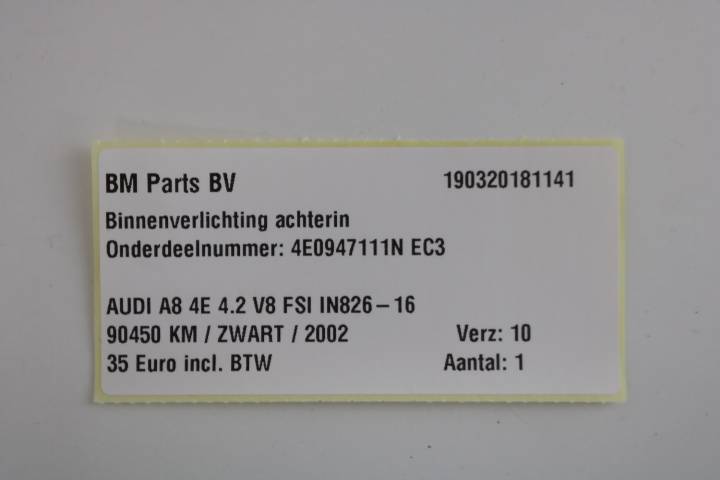 BM Parts BV 190320181141
Binnenverlichting achterin
Onderdeelnummer: 4E0947111N EC3
AUDI A8 4E 4.2 V8 FSI IN826-16
90450 KM / ZWART / 2002 Verz: 10
35 Euro incl. BTW Aantal: 1